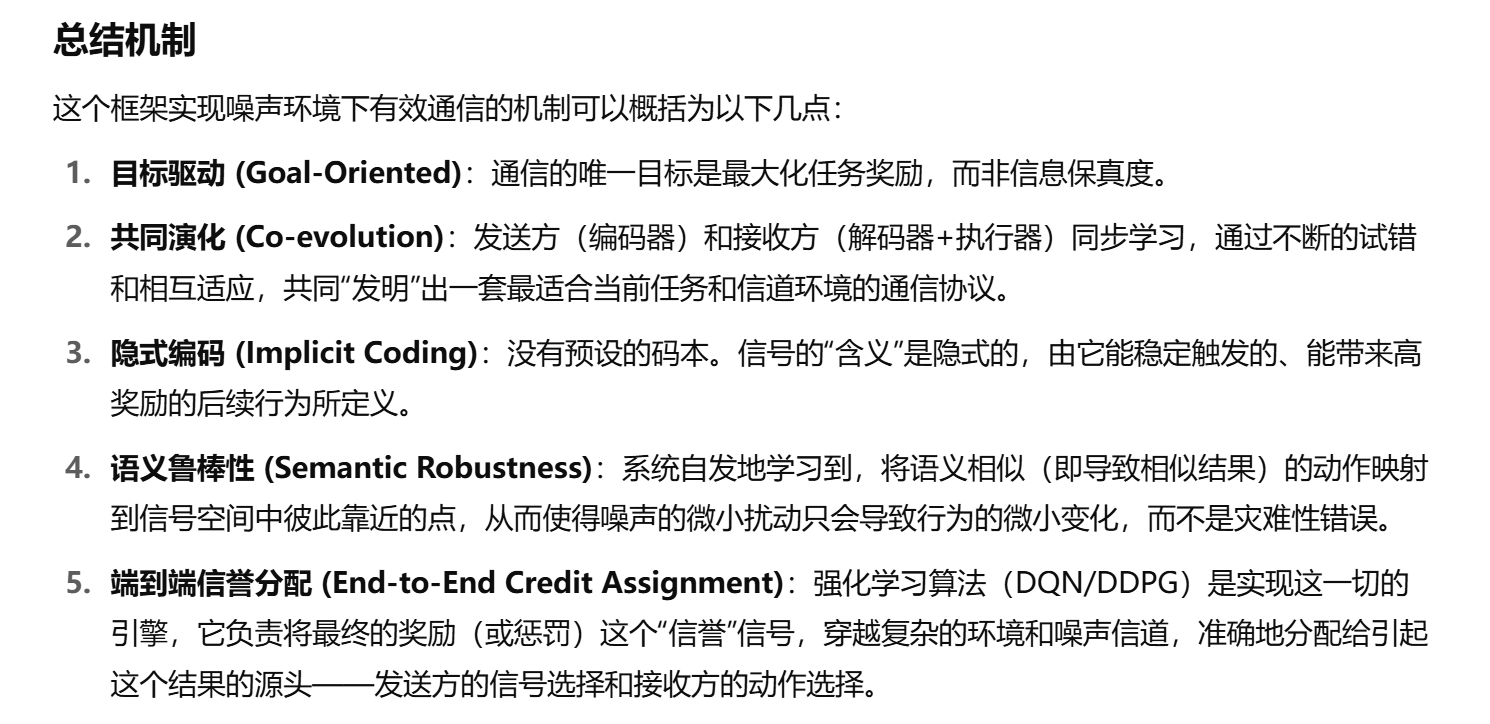 总结机制
这个框架实现噪声环境下有效通信的机制可以概括为以下几点：
1. 目标驱动 (Goal-Oriented)：通信的唯一目标是最大化任务奖励，而非信息保真度。
2. 共同演化 (Co-evolution)：发送方（编码器）和接收方（解码器+执行器）同步学习，通过不断的试错
和相互适应，共同“发明”出一套最适合当前任务和信道环境的通信协议。
3. 隐式编码 (Implicit Coding)：没有预设的码本。信号的“含义”是隐式的，由它能稳定触发的、能带来高
奖励的后续行为所定义。
4. 语义鲁棒性 (Semantic Robustness)：系统自发地学习到，将语义相似（即导致相似结果）的动作映射
到信号空间中彼此靠近的点，从而使得噪声的微小扰动只会导致行为的微小变化，而不是灾难性错误。
5. 端到端信誉分配 (End-to-End Credit Assignment)：强化学习算法（DQN/DDPG）是实现这一切的
引擎，它负责将最终的奖励（或惩罚）这个“信誉”信号，穿越复杂的环境和噪声信道，准确地分配给引起
这个结果的源头——发送方的信号选择和接收方的动作选择。